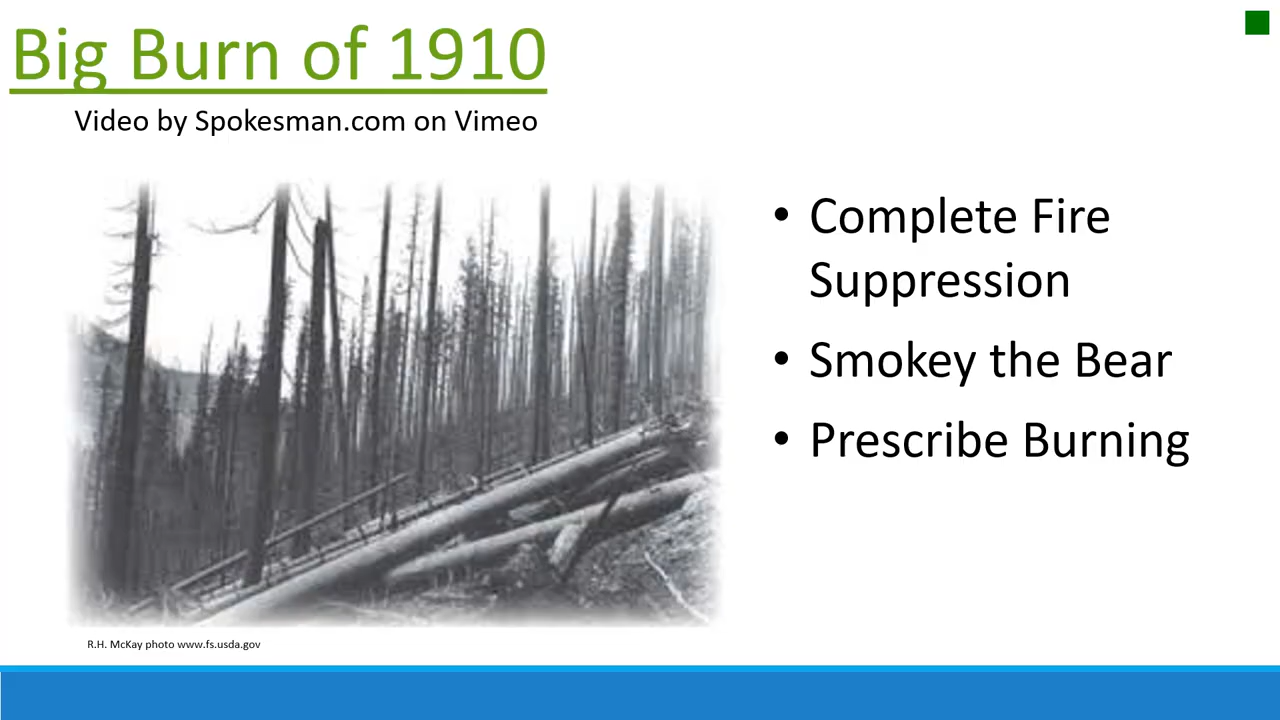 Big Burn of 1910
Video by Spokesman.com on Vimeo
• Complete Fire
Suppression
• Smokey the Bear
• Prescribe Burning
R.H. McKay photo www.fs.usda.gov